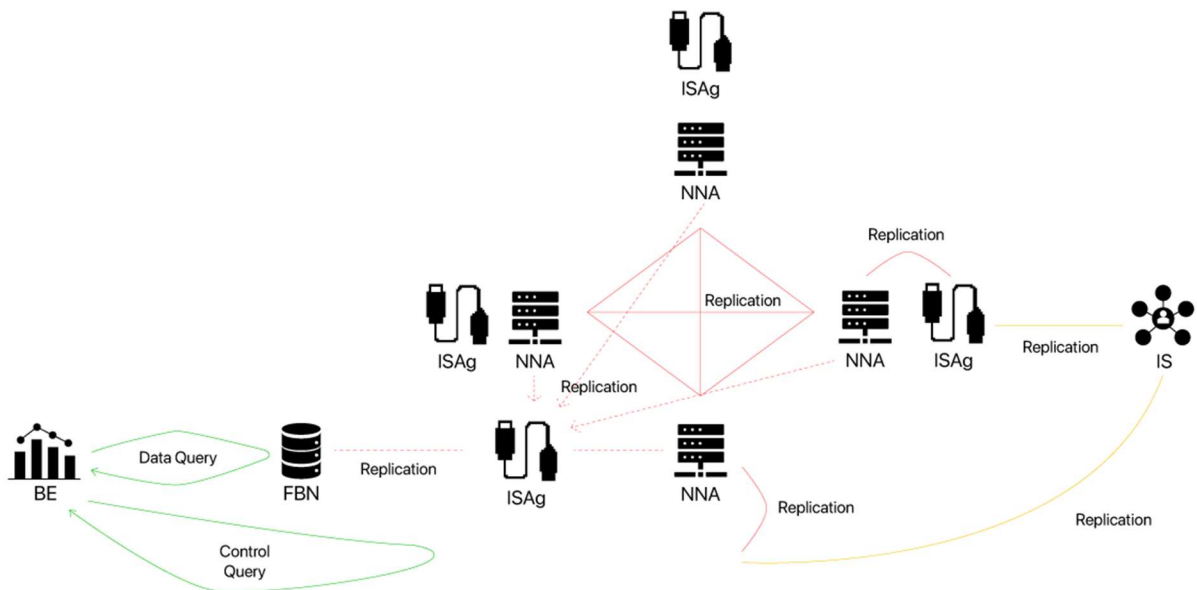 ISAg
NNA
Replication
Replication
ISAg
NNA
NNA
ISAg
Replication
IS
Replication
Data Query
Replication
BE
FBN
ISAg
NNA
Replication
Replication
Control
Query